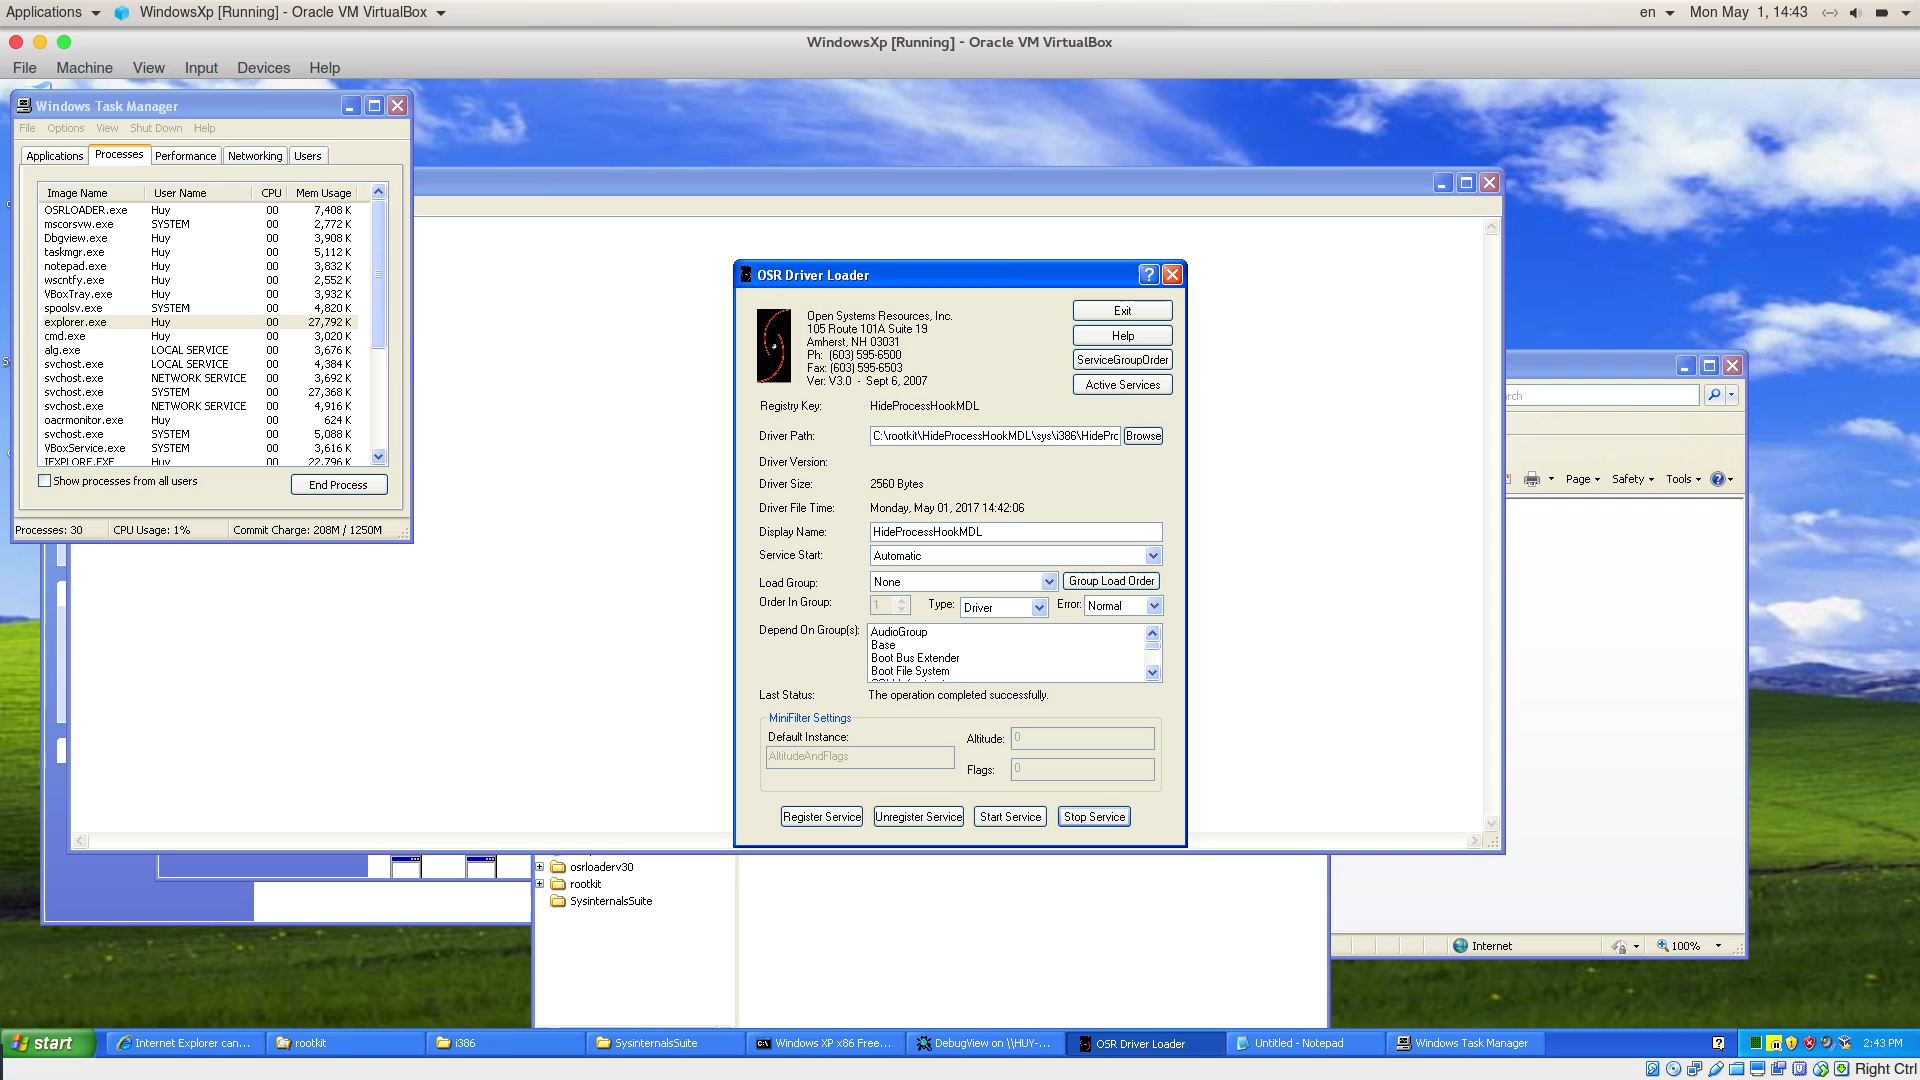 Applications
WindowsXp [Running] - Oracle VM VirtualBox
en
Mon May 1, 14:43
WindowsXp [Running] - Oracle VM VirtualBox
File Machine View Input Devices Help
Windows Task Manager
File Options View Shut Down Help
Applications Processes Performance Networking Users
Image Name User Name CPU Mem Usage
OSRLOADER.exe Huy 00 7,408 K
mscorsvw.exe SYSTEM 00 2,772 K
Dbgview.exe Huy 00 3,908 K
taskmgr.exe Huy 00 5,112 K
notepad.exe Huy 00 3,832 K
wscntfy.exe Huy 00 2,552 K
VBoxTray.exe Huy 00 3,932 K
spoolsv.exe SYSTEM 00 4,820 K
explorer.exe Huy 00 27,792 K
cmd.exe Huy 00 3,020 K
alg.exe LOCAL SERVICE 00 3,676 K
svchost.exe LOCAL SERVICE 00 4,384 K
svchost.exe NETWORK SERVICE 00 3,692 K
svchost.exe SYSTEM 00 27,368 K
svchost.exe NETWORK SERVICE 00 4,916 K
oacrmonitor.exe Huy 00 624 K
svchost.exe SYSTEM 00 5,088 K
VBoxService.exe SYSTEM 00 3,616 K
IEXPLORE.EXE Huy 00 22,796 K
Show processes from all users
End Process
Processes: 30 CPU Usage: 1% Commit Charge: 208M / 1250M
OSR Driver Loader
Open Systems Resources, Inc.
105 Route 101A Suite 19
Amherst, NH 03031
Ph: (603) 595-6500
Fax: (603) 595-6503
Ver: V3.0 - Sept 6, 2007
Exit
Help
ServiceGroupOrder
Active Services
Registry Key: HideProcessHookMDL
Driver Path: C:\rootkit\HideProcessHookMDL\sys\i386\HidePrc Browse
Driver Version:
Driver Size: 2560 Bytes
Driver File Time: Monday, May 01, 2017 14:42:06
Display Name: HideProcessHookMDL
Service Start: Automatic
Load Group: None Group Load Order
Order In Group: 1 Type: Driver Error: Normal
Depend On Group(s): AudioGroup
Base
Boot Bus Extender
Boot File System
Last Status: The operation completed successfully.
MiniFilter Settings
Default Instance:
AltitudeAndFlags
Altitude: 0
Flags: 0
Register Service Unregister Service Start Service Stop Service
rch
Page Safety Tools
osrloaderv30
rootkit
SysinternalsSuite
Internet
100%
start
Internet Explorer can...
rootkit
i386
SysinternalsSuite
Windows XP x86 Free...
DebugView on \\HUY-...
OSR Driver Loader
Untitled - Notepad
Windows Task Manager
2:43 PM
Right Ctrl